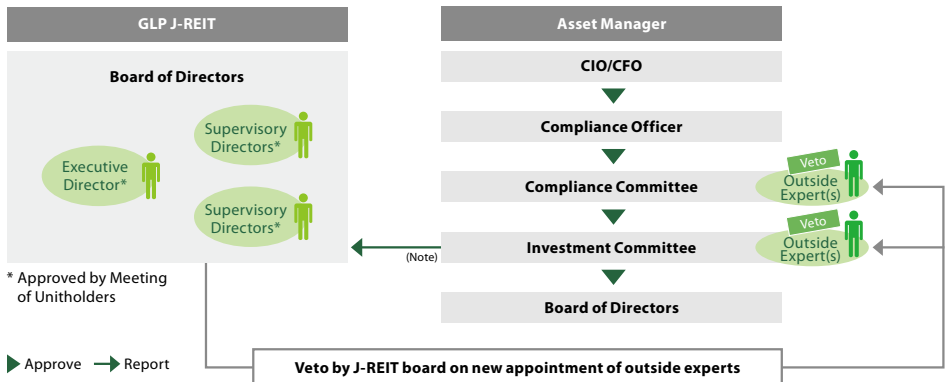 GLP J-REIT
Board of Directors
Executive
Director*
Supervisory
Directors*
Supervisory
Directors*
* Approved by Meeting
of Unitholders
Approve
Report
Asset Manager
CIO/CFO
Compliance Officer
Compliance Committee
Veto
Outside
Expert(s)
(Note)
Investment Committee
Veto
Outside
Expert(s)
Board of Directors
Veto by J-REIT board on new appointment of outside experts